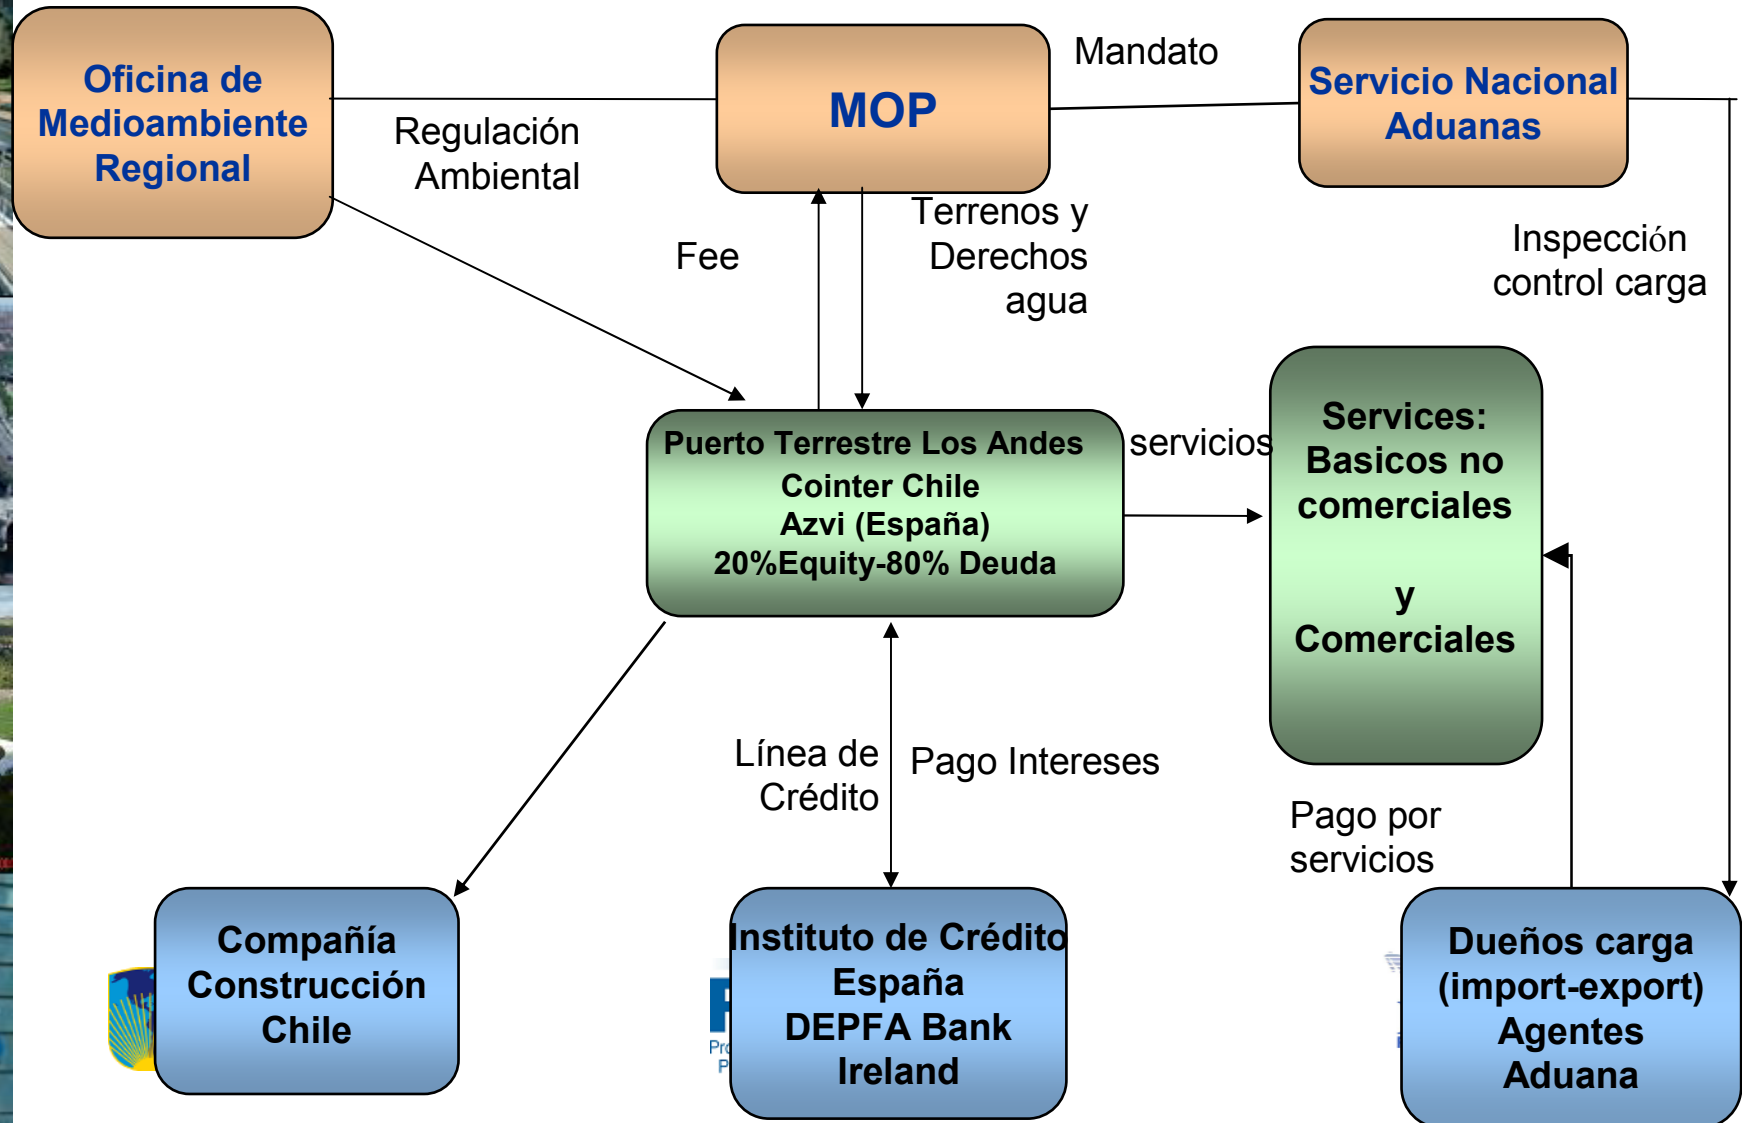 Oficina de
Medioambiente
Regional
MOP
Mandato
Servicio Nacional
Aduanas
Regulación
Ambiental
Fee
Terrenos y
Derechos
agua
Inspección
control carga
Puerto Terrestre Los Andes
Cointer Chile
Azvi (España)
20%Equity-80% Deuda
servicios
Services:
Basicos no
comerciales
y
Comerciales
Línea de
Crédito
Pago Intereses
Pago por
servicios
Compañía
Construcción
Chile
Instituto de Crédito
España
DEPFA Bank
Ireland
Dueños carga
(import-export)
Agentes
Aduana